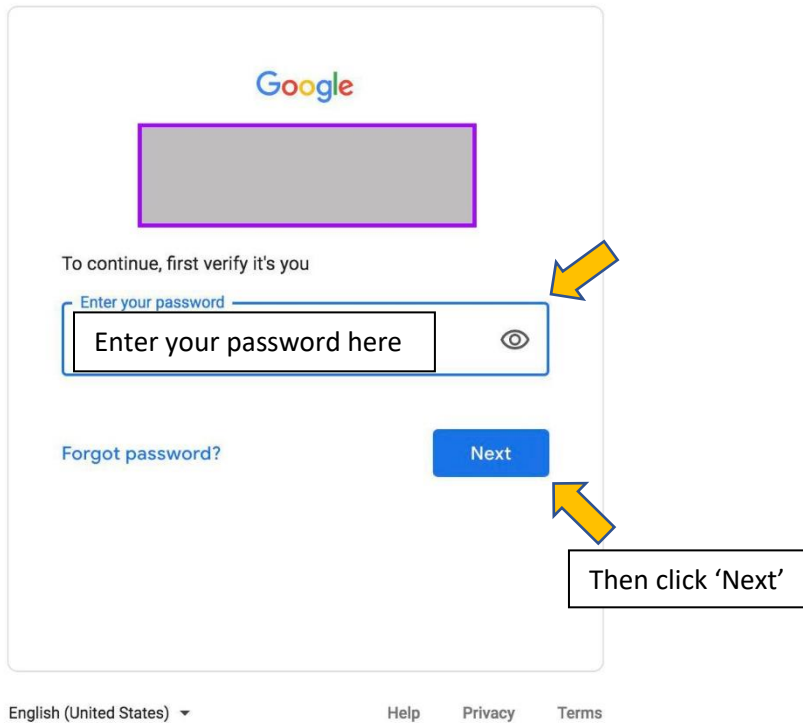 Google
To continue, first verify it's you
Enter your password
Enter your password here
Forgot password?
Next
Then click ‘Next’
English (United States)
Help Privacy Terms